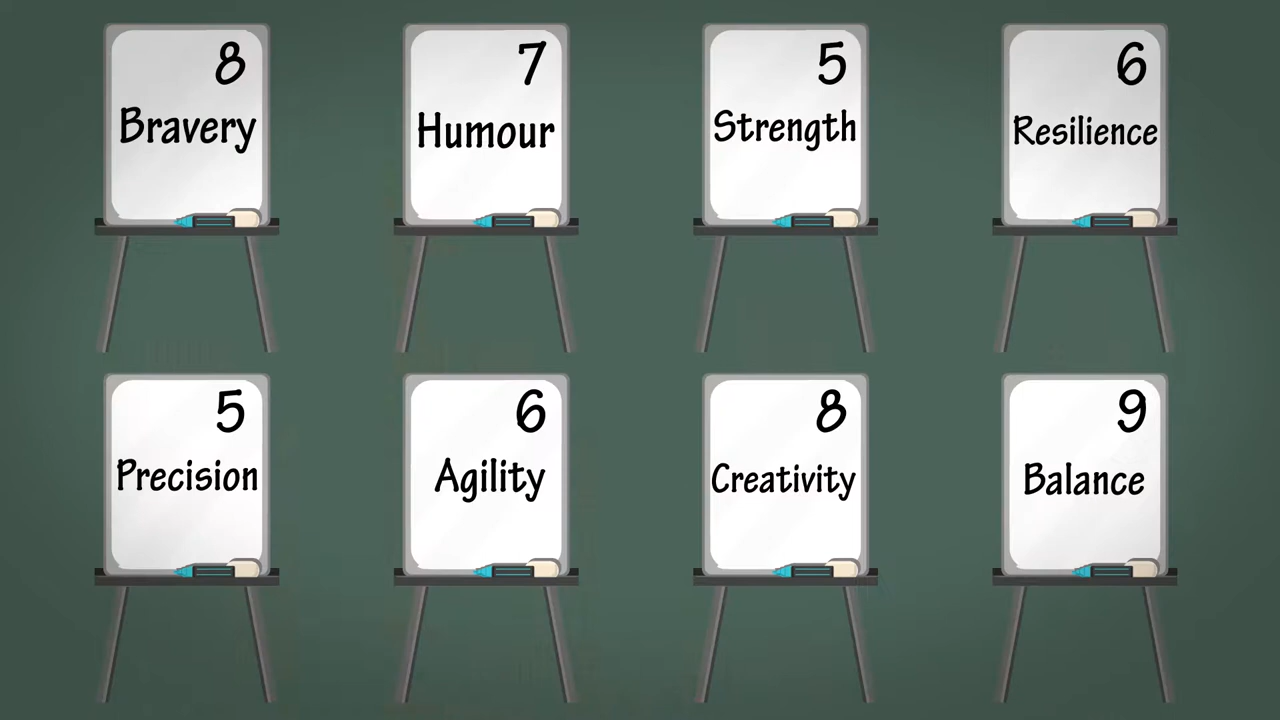 8
Bravery
7
Humour
5
Strength
6
Resilience
5
Precision
6
Agility
8
Creativity
9
Balance